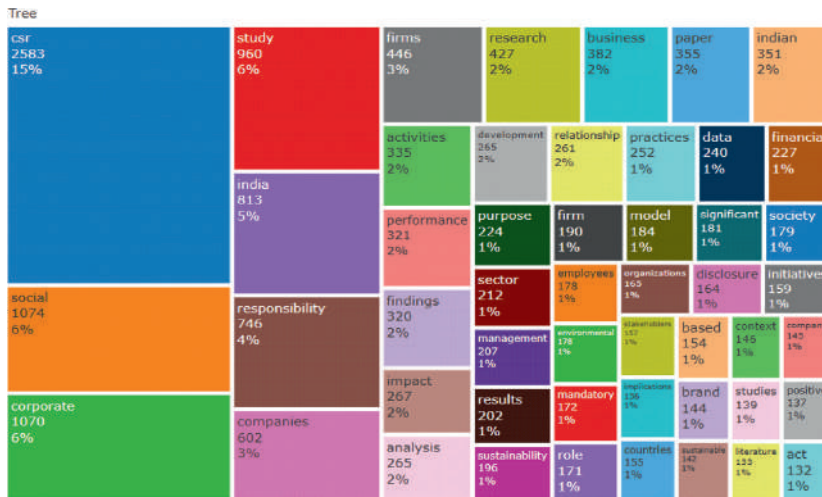 Tree
csr
2583
15%
social
1074
6%
corporate
1070
6%
study
960
6%
india
813
5%
responsibility
746
4%
companies
602
3%
firms
446
3%
research
427
2%
business
382
2%
paper
355
2%
indian
351
2%
activities
335
2%
performance
321
2%
findings
320
2%
impact
267
2%
analysis
265
2%
development
265
2%
relationship
261
2%
practices
252
1%
data
240
1%
financia
227
1%
purpose
224
1%
sector
212
1%
management
207
1%
results
202
1%
sustainability
196
1%
firm
190
1%
model
184
1%
significant
181
1%
society
179
1%
employees
178
1%
environmental
178
1%
mandatory
172
1%
role
171
1%
organizations
165
1%
disclosure
164
1%
initiatives
159
1%
stakeholders
157
1%
implications
156
1%
countries
155
1%
based
154
1%
context
146
1%
compan
145
1%
brand
144
1%
sustainable
142
1%
studies
139
1%
positive
137
1%
literature
133
1%
act
132
1%